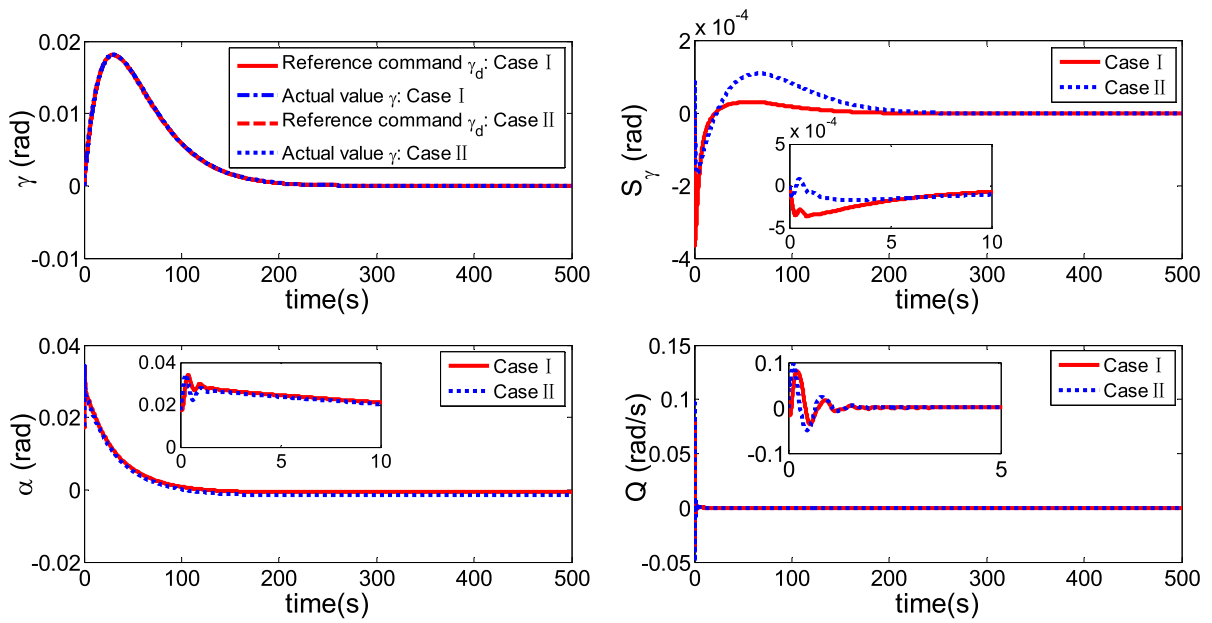 0.02
0.01
0
-0.01
γ (rad)
Reference command γd: Case I
Actual value γ: Case I
Reference command γd: Case II
Actual value γ: Case II
0 100 200 300 400 500
time(s)
x 10-4
2
0
-2
-4
Sγ (rad)
Case I
Case II
x 10-4
5
0
-5
0 5 10
0 100 200 300 400 500
time(s)
0.04
0.02
0
-0.02
α (rad)
0.04
0.02
0
0 5 10
Case I
Case II
0 100 200 300 400 500
time(s)
0.15
0.1
0.05
0
-0.05
Q (rad/s)
0.1
0
-0.1
0 5
Case I
Case II
0 100 200 300 400 500
time(s)